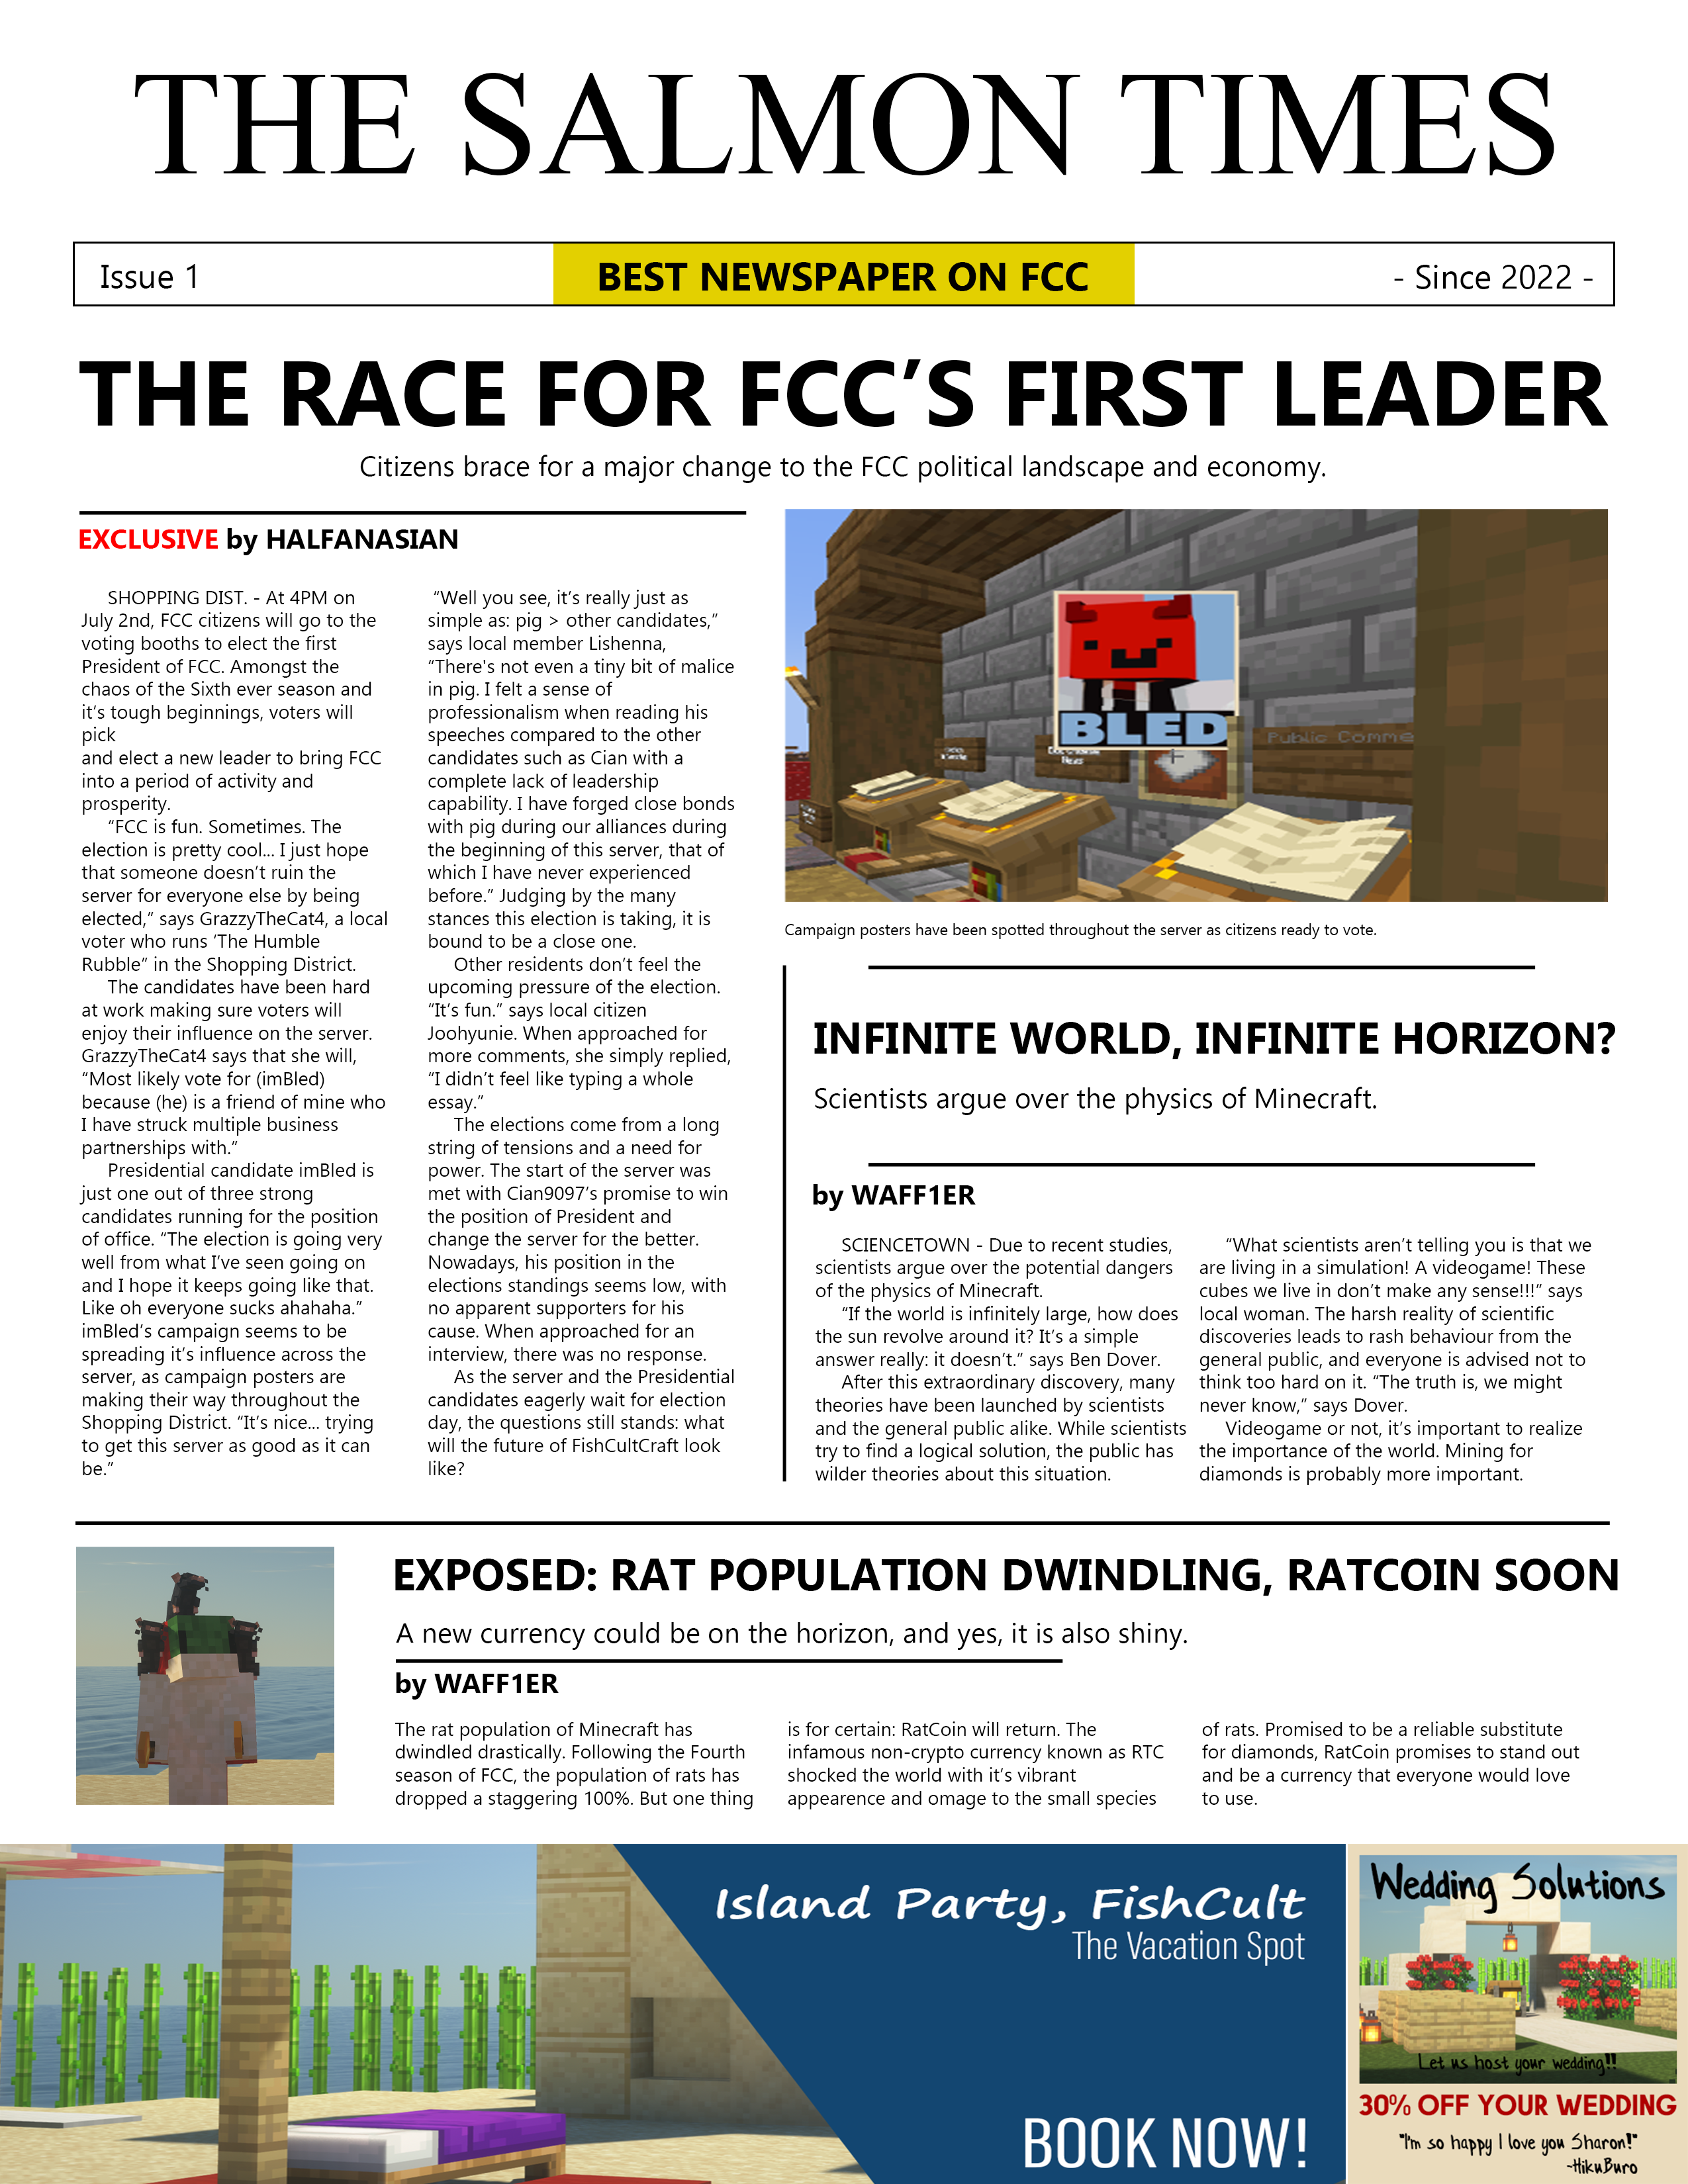 THE SALMON TIMES
Issue 1
BEST NEWSPAPER ON FCC
- Since 2022 -
THE RACE FOR FCC’S FIRST LEADER
Citizens brace for a major change to the FCC political landscape and economy.
EXCLUSIVE by HALFANASIAN
SHOPPING DIST. - At 4PM on
July 2nd, FCC citizens will go to the
voting booths to elect the first
President of FCC. Amongst the
chaos of the Sixth ever season and
it’s tough beginnings, voters will
pick
and elect a new leader to bring FCC
into a period of activity and
prosperity.
“FCC is fun. Sometimes. The
election is pretty cool... I just hope
that someone doesn’t ruin the
server for everyone else by being
elected,” says GrazzyTheCat4, a local
voter who runs ‘The Humble
Rubble” in the Shopping District.
The candidates have been hard
at work making sure voters will
enjoy their influence on the server.
GrazzyTheCat4 says that she will,
“Most likely vote for (imBled)
because (he) is a friend of mine who
I have struck multiple business
partnerships with.”
Presidential candidate imBled is
just one out of three strong
candidates running for the position
of office. “The election is going very
well from what I’ve seen going on
and I hope it keeps going like that.
Like oh everyone sucks ahahaha.”
imBled’s campaign seems to be
spreading it’s influence across the
server, as campaign posters are
making their way throughout the
Shopping District. “It’s nice... trying
to get this server as good as it can
be.”
“Well you see, it’s really just as
simple as: pig > other candidates,”
says local member Lishenna,
“There's not even a tiny bit of malice
in pig. I felt a sense of
professionalism when reading his
speeches compared to the other
candidates such as Cian with a
complete lack of leadership
capability. I have forged close bonds
with pig during our alliances during
the beginning of this server, that of
which I have never experienced
before.” Judging by the many
stances this election is taking, it is
bound to be a close one.
Other residents don’t feel the
upcoming pressure of the election.
“It’s fun.” says local citizen
Joohyunie. When approached for
more comments, she simply replied,
“I didn’t feel like typing a whole
essay.”
The elections come from a long
string of tensions and a need for
power. The start of the server was
met with Cian9097’s promise to win
the position of President and
change the server for the better.
Nowadays, his position in the
elections standings seems low, with
no apparent supporters for his
cause. When approached for an
interview, there was no response.
As the server and the Presidential
candidates eagerly wait for election
day, the questions still stands: what
will the future of FishCultCraft look
like?
BLED
Public Comme
News
Campaign posters have been spotted throughout the server as citizens ready to vote.
INFINITE WORLD, INFINITE HORIZON?
Scientists argue over the physics of Minecraft.
by WAFF1ER
SCIENCETOWN - Due to recent studies,
scientists argue over the potential dangers
of the physics of Minecraft.
“If the world is infinitely large, how does
the sun revolve around it? It’s a simple
answer really: it doesn’t.” says Ben Dover.
After this extraordinary discovery, many
theories have been launched by scientists
and the general public alike. While scientists
try to find a logical solution, the public has
wilder theories about this situation.
“What scientists aren’t telling you is that we
are living in a simulation! A videogame! These
cubes we live in don’t make any sense!!!” says
local woman. The harsh reality of scientific
discoveries leads to rash behaviour from the
general public, and everyone is advised not to
think too hard on it. “The truth is, we might
never know,” says Dover.
Videogame or not, it’s important to realize
the importance of the world. Mining for
diamonds is probably more important.
EXPOSED: RAT POPULATION DWINDLING, RATCOIN SOON
A new currency could be on the horizon, and yes, it is also shiny.
by WAFF1ER
The rat population of Minecraft has
dwindled drastically. Following the Fourth
season of FCC, the population of rats has
dropped a staggering 100%. But one thing
is for certain: RatCoin will return. The
infamous non-crypto currency known as RTC
shocked the world with it’s vibrant
appearence and omage to the small species
of rats. Promised to be a reliable substitute
for diamonds, RatCoin promises to stand out
and be a currency that everyone would love
to use.
Island Party, FishCult
The Vacation Spot
BOOK NOW!
Wedding Solutions
Let us host your wedding!!
30% OFF YOUR WEDDING
"I'm so happy I love you Sharon!"
~HikuBuro